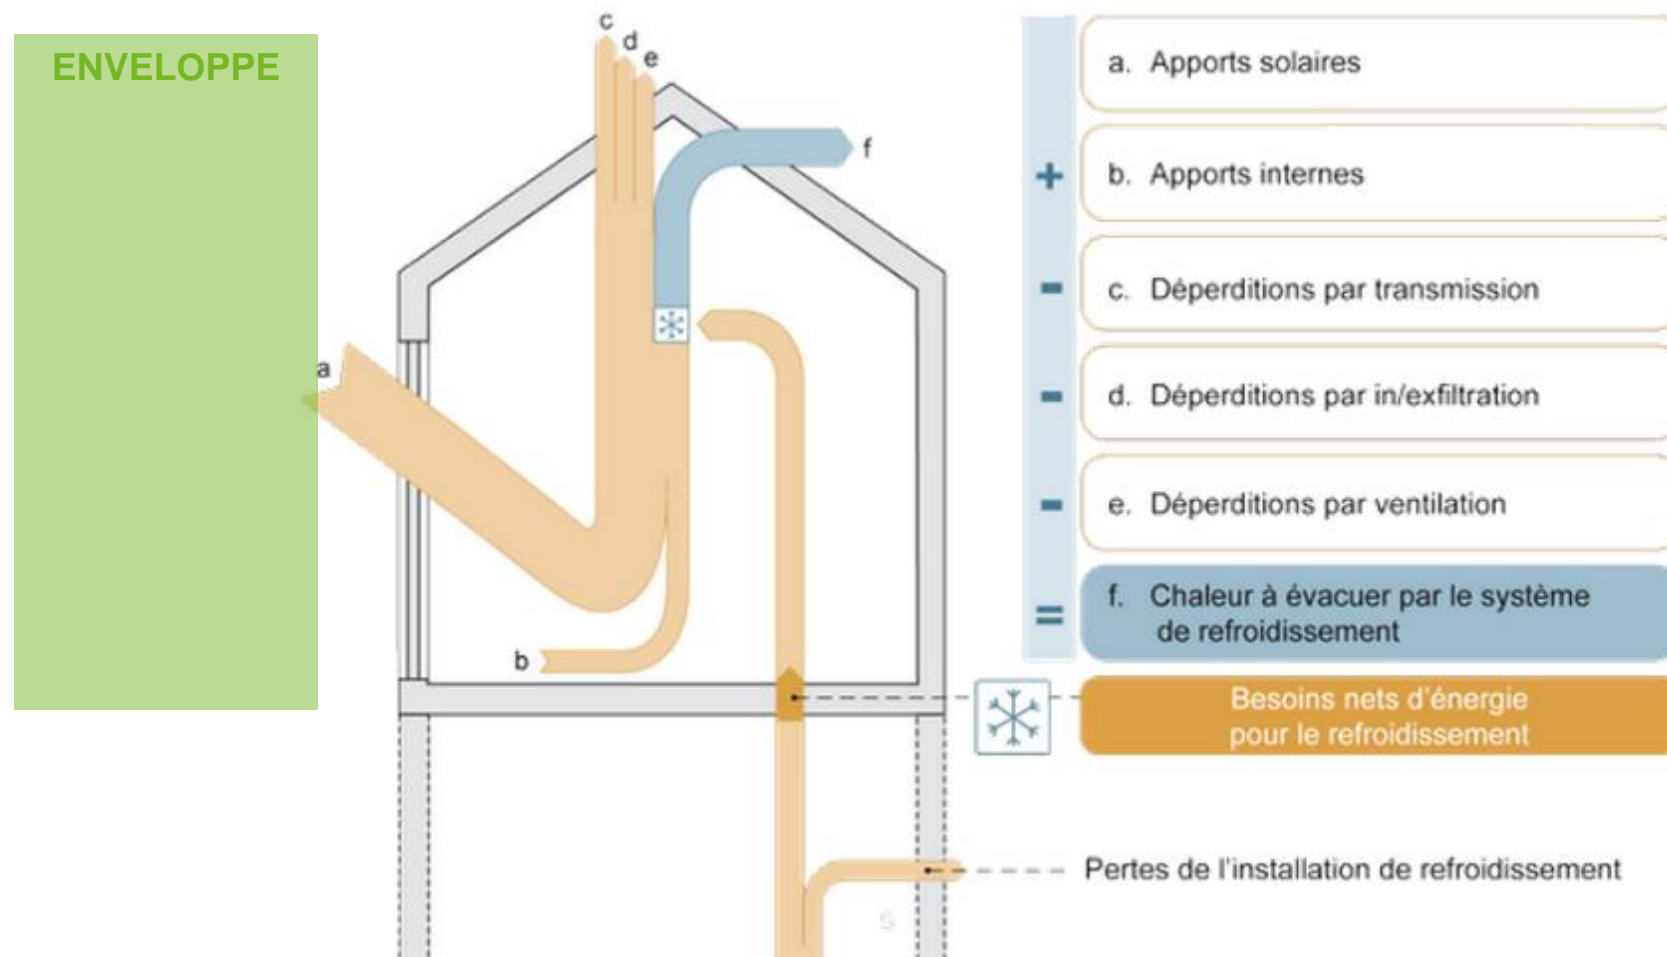 ENVELOPPE
c
d
e
f
a
b
a. Apports solaires
+ b. Apports internes
- c. Déperditions par transmission
- d. Déperditions par in/exfiltration
- e. Déperditions par ventilation
= f. Chaleur à évacuer par le système
de refroidissement
Besoins nets d'énergie
pour le refroidissement
Pertes de l'installation de refroidissement